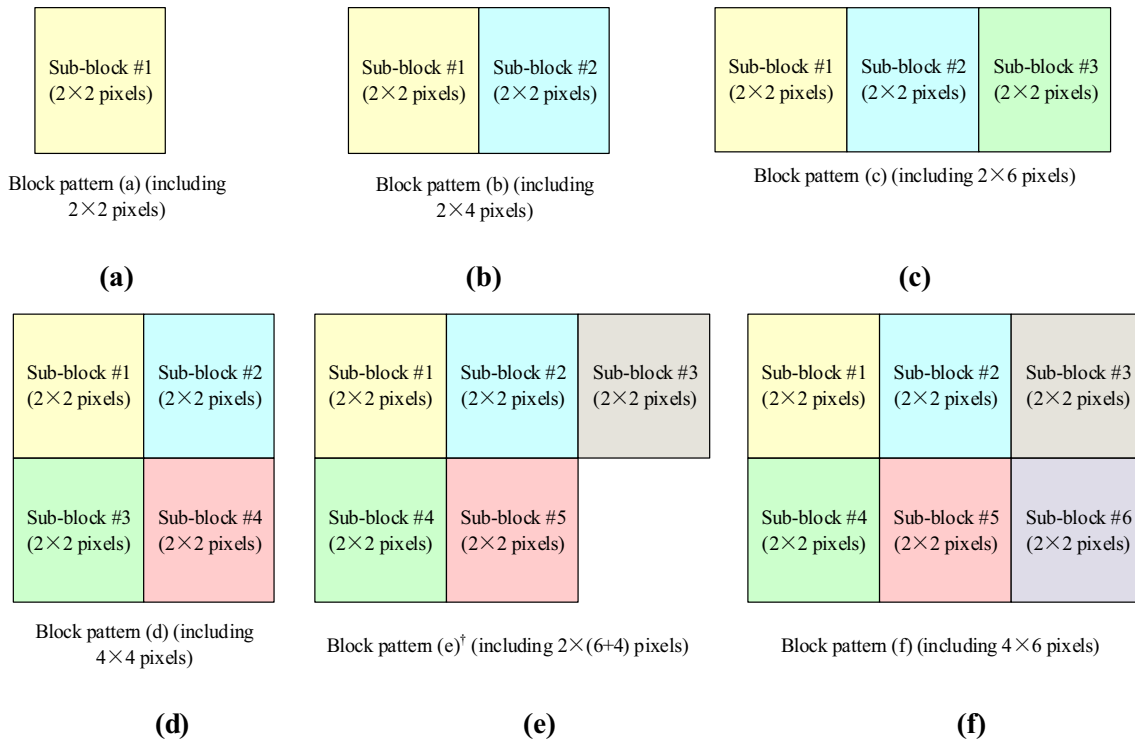 Sub-block #1
(2×2 pixels)
Block pattern (a) (including
2×2 pixels)
(a)
Sub-block #1
(2×2 pixels)
Sub-block #2
(2×2 pixels)
Block pattern (b) (including
2×4 pixels)
(b)
Sub-block #1
(2×2 pixels)
Sub-block #2
(2×2 pixels)
Sub-block #3
(2×2 pixels)
Block pattern (c) (including 2×6 pixels)
(c)
Sub-block #1
(2×2 pixels)
Sub-block #2
(2×2 pixels)
Sub-block #3
(2×2 pixels)
Sub-block #4
(2×2 pixels)
Block pattern (d) (including
4×4 pixels)
(d)
Sub-block #1
(2×2 pixels)
Sub-block #2
(2×2 pixels)
Sub-block #3
(2×2 pixels)
Sub-block #4
(2×2 pixels)
Sub-block #5
(2×2 pixels)
Block pattern (e)† (including 2×(6+4) pixels)
(e)
Sub-block #1
(2×2 pixels)
Sub-block #2
(2×2 pixels)
Sub-block #3
(2×2 pixels)
Sub-block #4
(2×2 pixels)
Sub-block #5
(2×2 pixels)
Sub-block #6
(2×2 pixels)
Block pattern (f) (including 4×6 pixels)
(f)